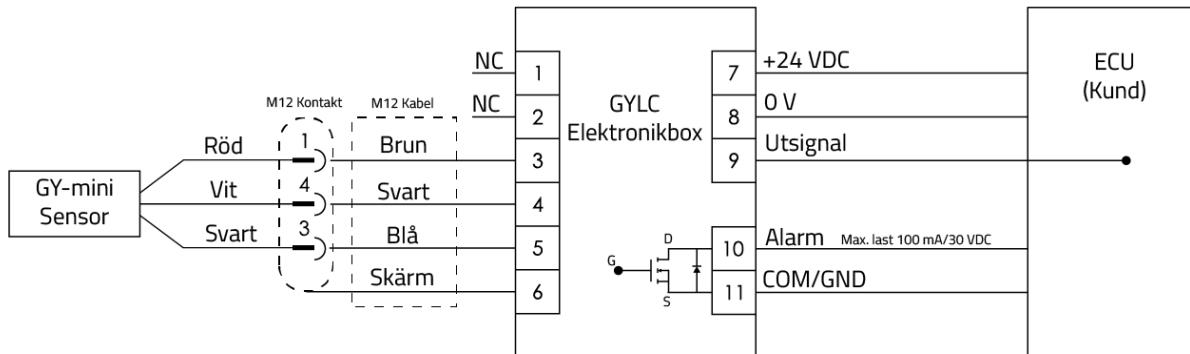 GY-mini
Sensor
Röd
Vit
Svart
M12 Kontakt
1
4
3
M12 Kabel
Brun
Svart
Blå
Skärm
NC
NC
1
2
3
4
5
6
GYLC
Elektronikbox
G
D
S
7
8
9
10
11
+24 VDC
0 V
Utsignal
Alarm Max. last 100 mA/30 VDC
COM/GND
ECU
(Kund)